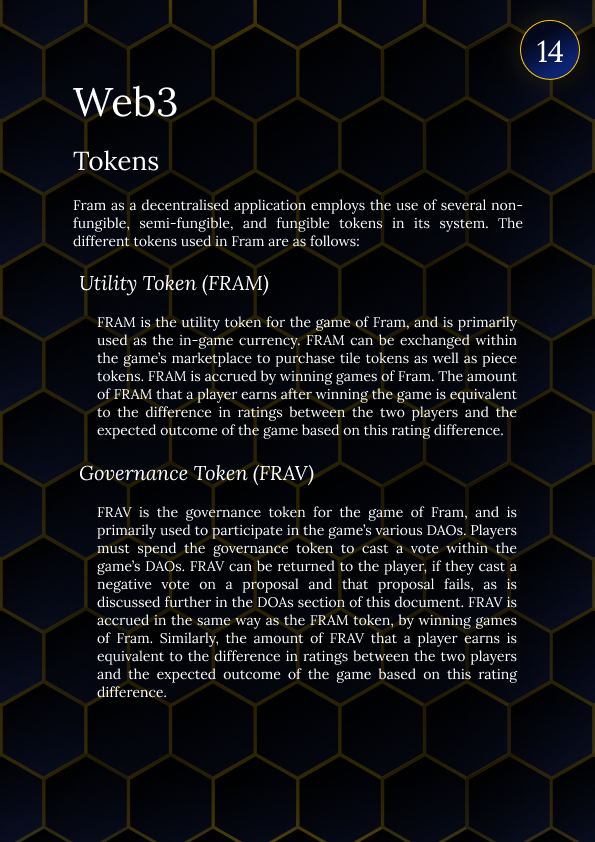 14
Web3
Tokens
Fram as a decentralised application employs the use of several non-
fungible, semi-fungible, and fungible tokens in its system. The
different tokens used in Fram are as follows:
Utility Token (FRAM)
FRAM is the utility token for the game of Fram, and is primarily
used as the in-game currency. FRAM can be exchanged within
the game's marketplace to purchase tile tokens as well as piece
tokens. FRAM is accrued by winning games of Fram. The amount
of FRAM that a player earns after winning the game is equivalent
to the difference in ratings between the two players and the
expected outcome of the game based on this rating difference.
Governance Token (FRAV)
FRAV is the governance token for the game of Fram, and is
primarily used to participate in the game's various DAOs. Players
must spend the governance token to cast a vote within the
game's DAOs. FRAV can be returned to the player, if they cast a
negative vote on a proposal and that proposal fails, as is
discussed further in the DOAs section of this document. FRAV is
accrued in the same way as the FRAM token, by winning games
of Fram. Similarly, the amount of FRAV that a player earns is
equivalent to the difference in ratings between the two players
and the expected outcome of the game based on this rating
difference.